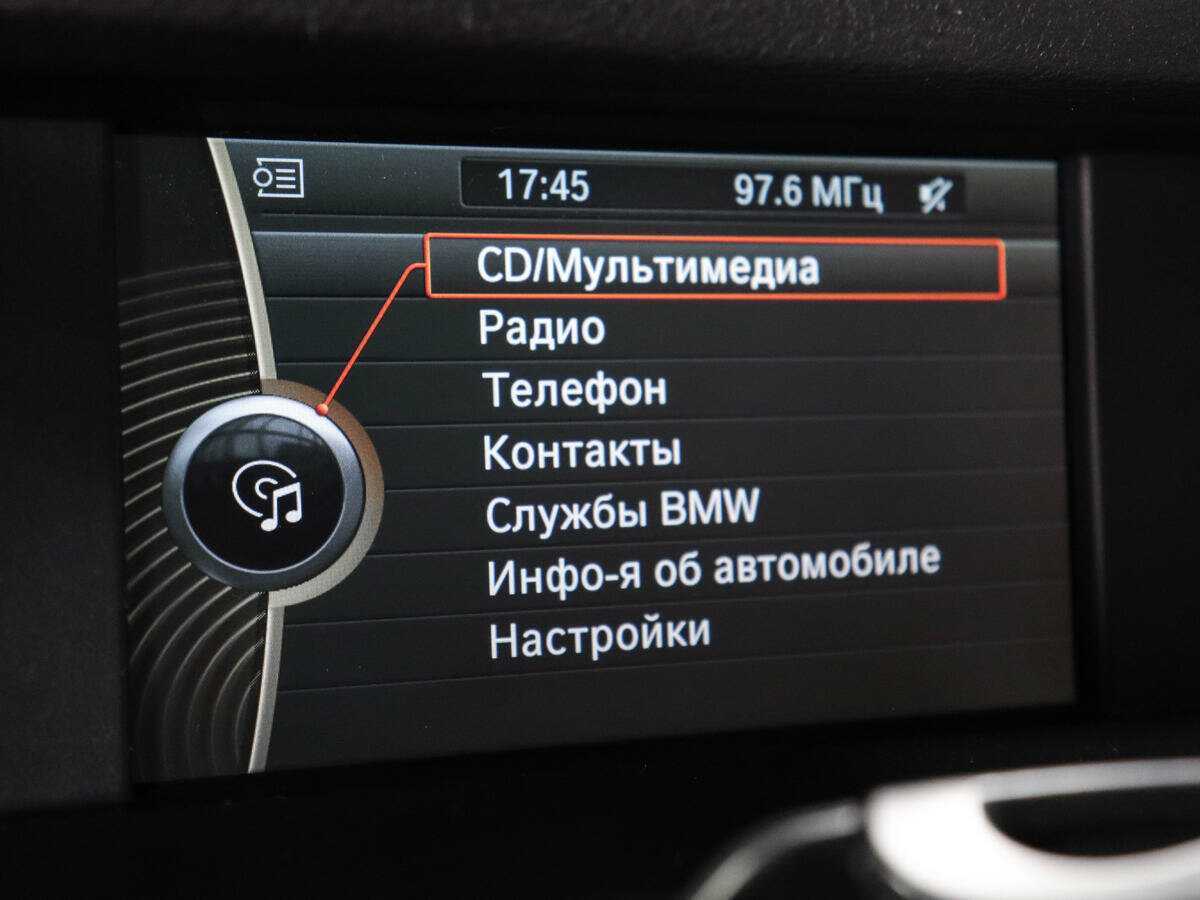 17:45 97.6 МГц
CD/Мультимедиа
Радио
Телефон
Контакты
Службы BMW
Инфо-я об автомобиле
Настройки